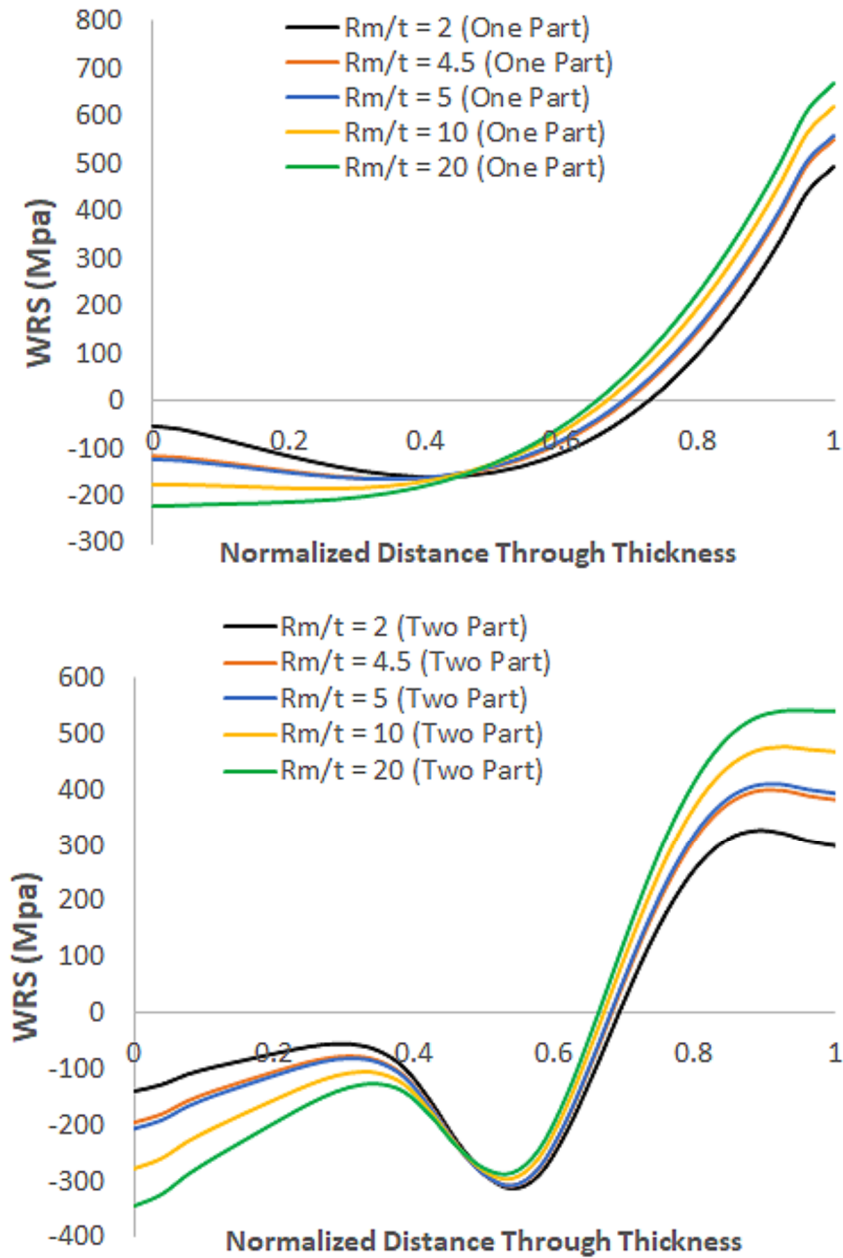 800
700
600
500
400
300
200
100
0
-100
-200
-300
WRS (Mpa)
Rm/t = 2 (One Part)
Rm/t = 4.5 (One Part)
Rm/t = 5 (One Part)
Rm/t = 10 (One Part)
Rm/t = 20 (One Part)
0 0.2 0.4 0.6 0.8 1
Normalized Distance Through Thickness
Rm/t = 2 (Two Part)
Rm/t = 4.5 (Two Part)
Rm/t = 5 (Two Part)
Rm/t = 10 (Two Part)
Rm/t = 20 (Two Part)
600
500
400
300
200
100
0
-100
-200
-300
-400
WRS (Mpa)
0 0.2 0.4 0.6 0.8 1
Normalized Distance Through Thickness